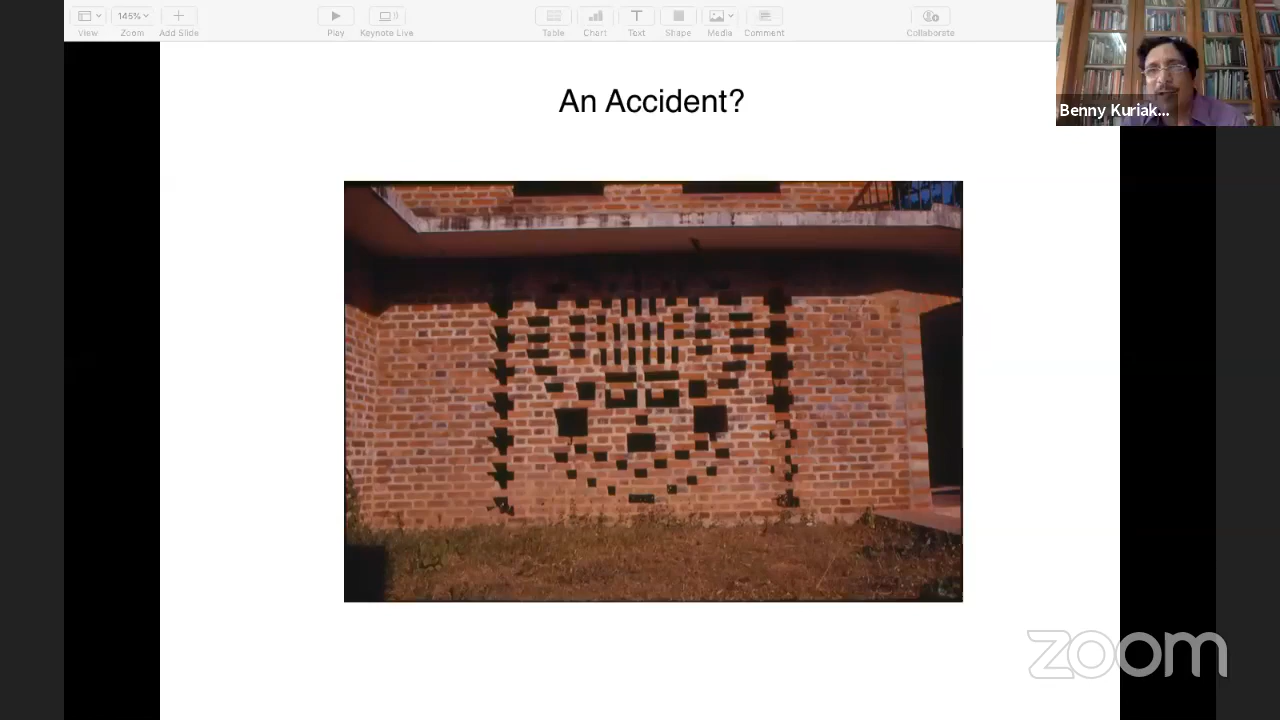 145%
View
Zoom
Add Slide
Play
Keynote Live
Table
Chart
Text
Shape
Media
Comment
Collaborate
Benny Kuriak...
An Accident?
zoom